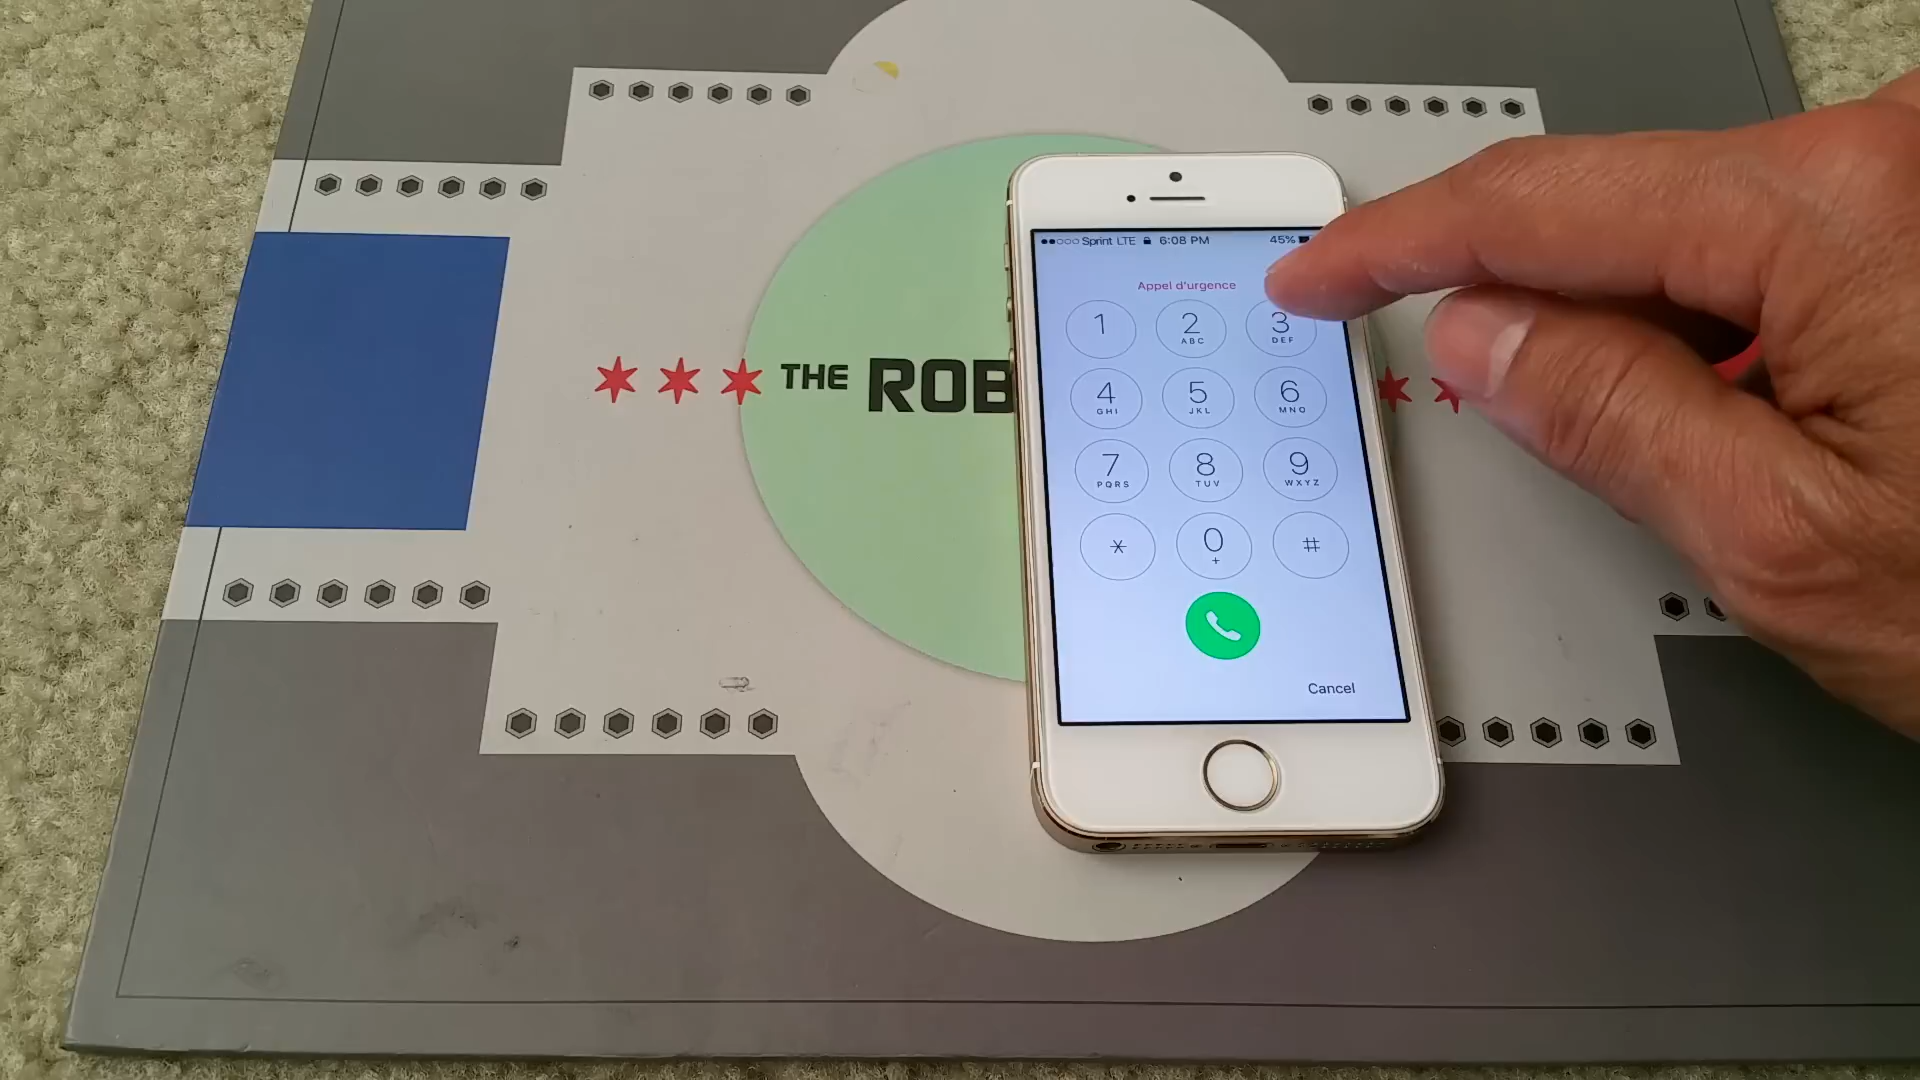 Sprint LTE 6:08 PM 45%
Appel d'urgence
1 2 3
ABC DEF
4 5 6
GHI JKL MNO
7 8 9
PQRS TUV WXYZ
* 0 #
+
Cancel
THE ROB